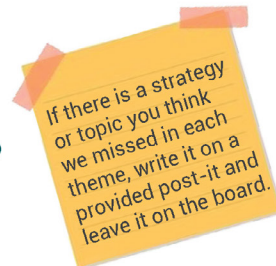 If there is a strategy
or topic you think
we missed in each
theme, write it on a
provided post-it and
leave it on the board.